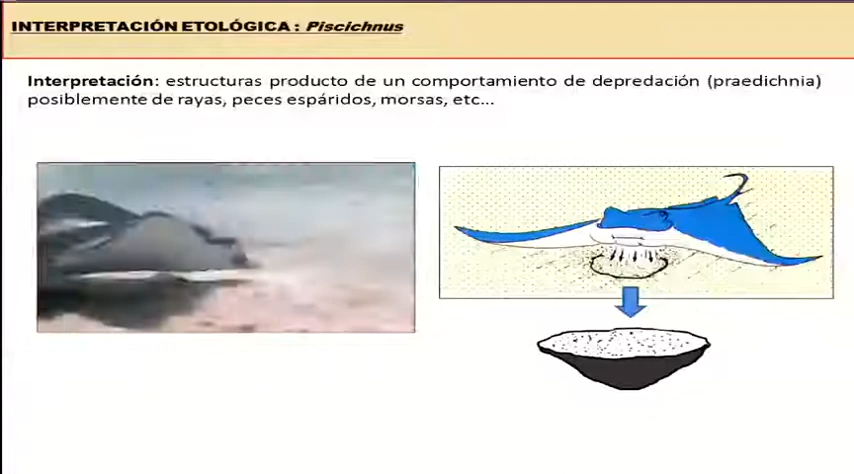 INTERPRETACIÓN ETOLÓGICA : Piscichnus
Interpretación: estructuras producto de un comportamiento de depredación (praedichnia)
posiblemente de rayas, peces espáridos, morsas, etc...